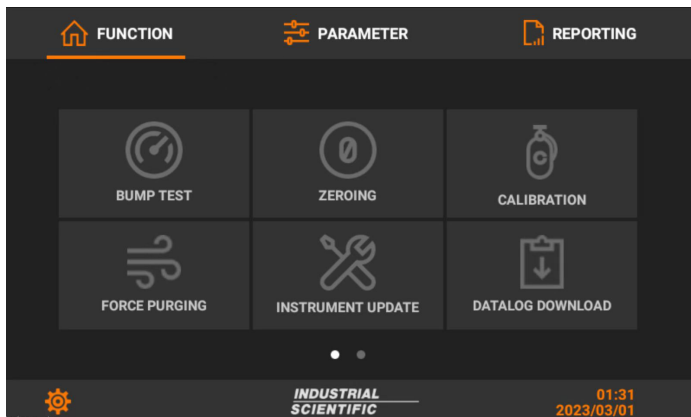 FUNCTION
PARAMETER
REPORTING
BUMP TEST
0
ZEROING
C
CALIBRATION
FORCE PURGING
INSTRUMENT UPDATE
DATALOG DOWNLOAD
INDUSTRIAL
SCIENTIFIC
01:31
2023/03/01